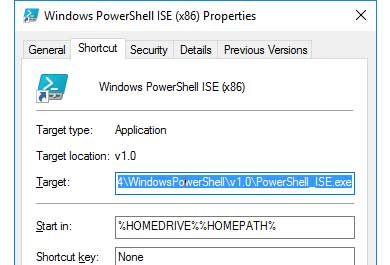 Windows PowerShell ISE (x86) Properties
General Shortcut Security Details Previous Versions
Windows PowerShell ISE (x86)
Target type: Application
Target location: v1.0
Target: 4\WindowsPowerShell\v1.0\PowerShell_ISE.exe
Start in: %HOMEDRIVE%%HOMEPATH%
Shortcut key: None